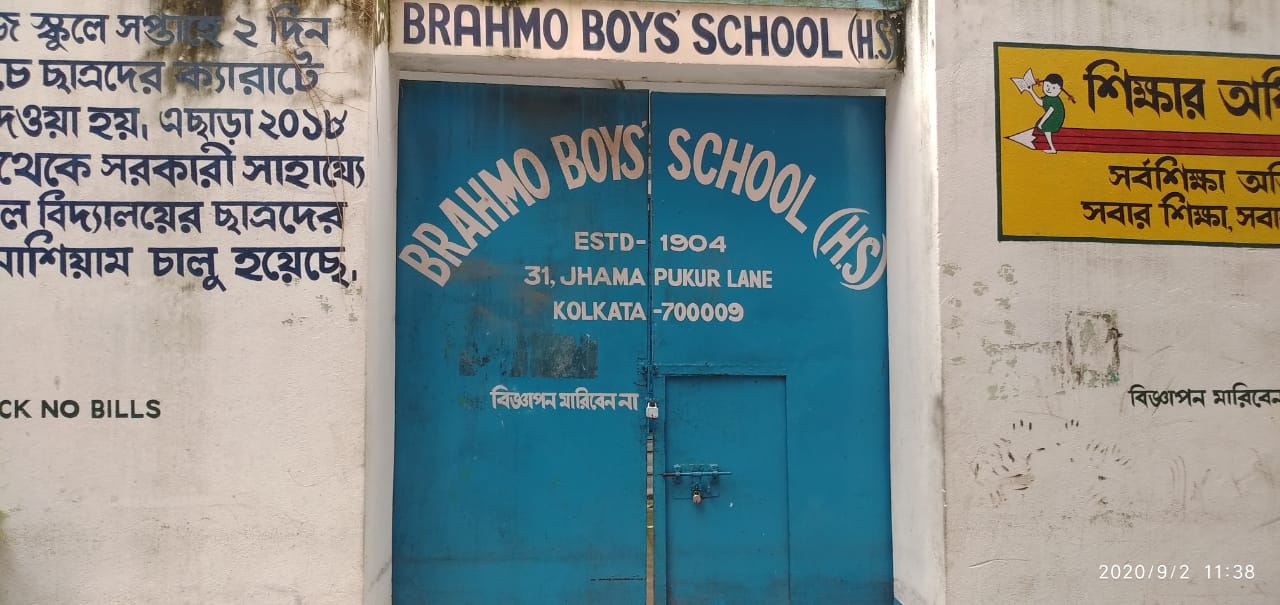 BRAHMO BOYS' SCHOOL (H.S)
স্কুলে সপ্তাহে ২ দিন
ছাত্রদের ক্যারাটে
দেওয়া হয়, এছাড়া ২০১৮
থেকে সরকারী সাহায্যে
বিদ্যালয়ের ছাত্রদের
চালু হয়েছে,
CK NO BILLS
BRAHMO BOYS' SCHOOL (H.S)
ESTD- 1904
31, JHAMA PUKUR LANE
KOLKATA -700009
বিজ্ঞাপন মারিবেন না
শিক্ষার
সর্বশিক্ষা
সবার শিক্ষা,
বিজ্ঞাপন মারিবেন
2020/9/2 11:38